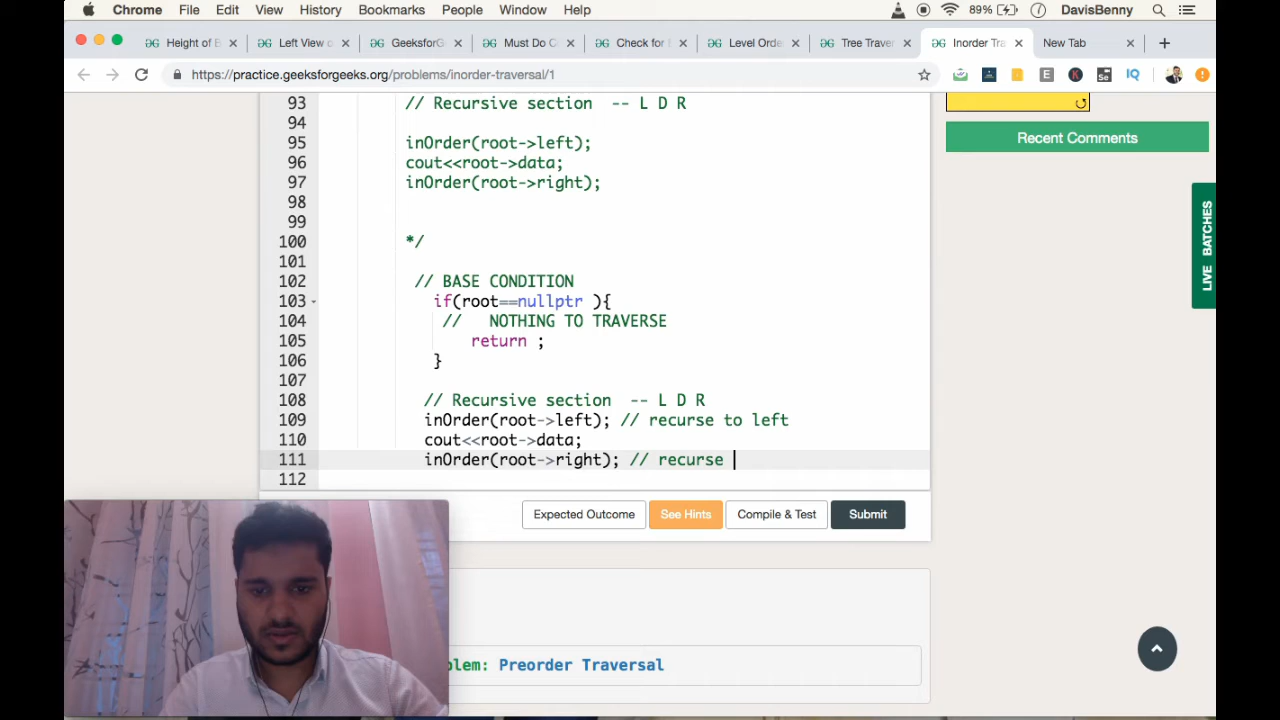 Chrome File Edit View History Bookmarks People Window Help 89% DavisBenny
Height of B Left View o GeeksforG Must Do C Check for B Level Orde Tree Traver Inorder Tra New Tab
https://practice.geeksforgeeks.org/problems/inorder-traversal/1
93 // Recursive section -- L D R
94
95 inOrder(root->left);
96 cout<<root->data;
97 inOrder(root->right);
98
99
100 */
101
102 // BASE CONDITION
103 if(root==nullptr ){
104 // NOTHING TO TRAVERSE
105 return ;
106 }
107
108 // Recursive section -- L D R
109 inOrder(root->left); // recurse to left
110 cout<<root->data;
111 inOrder(root->right); // recurse
112
Recent Comments
LIVE BATCHES
Expected Outcome See Hints Compile & Test Submit
blem: Preorder Traversal